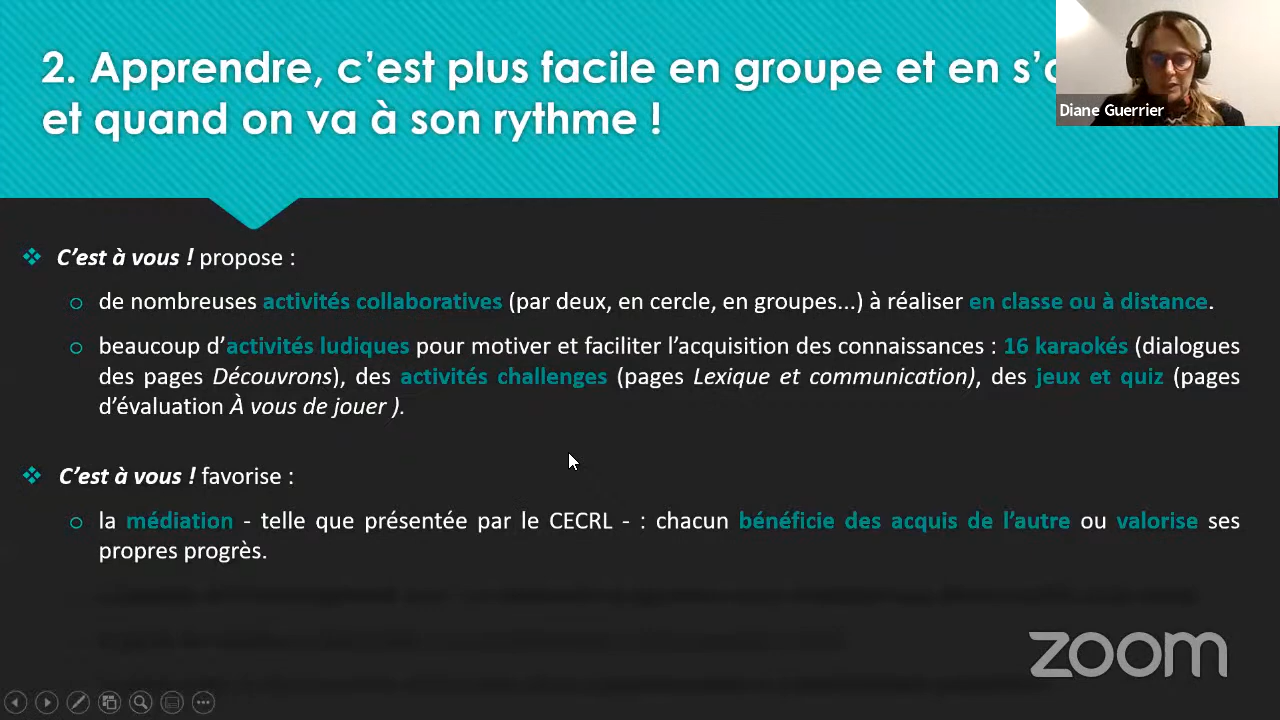 2. Apprendre, c’est plus facile en groupe et en s’
et quand on va à son rythme !
Diane Guerrier
C’est à vous ! propose :
de nombreuses activités collaboratives (par deux, en cercle, en groupes...) à réaliser en classe ou à distance.
beaucoup d’activités ludiques pour motiver et faciliter l’acquisition des connaissances : 16 karaokés (dialogues
des pages Découvrons), des activités challenges (pages Lexique et communication), des jeux et quiz (pages
d’évaluation À vous de jouer ).
C’est à vous ! favorise :
la médiation - telle que présentée par le CECRL - : chacun bénéficie des acquis de l’autre ou valorise ses
propres progrès.
zoom